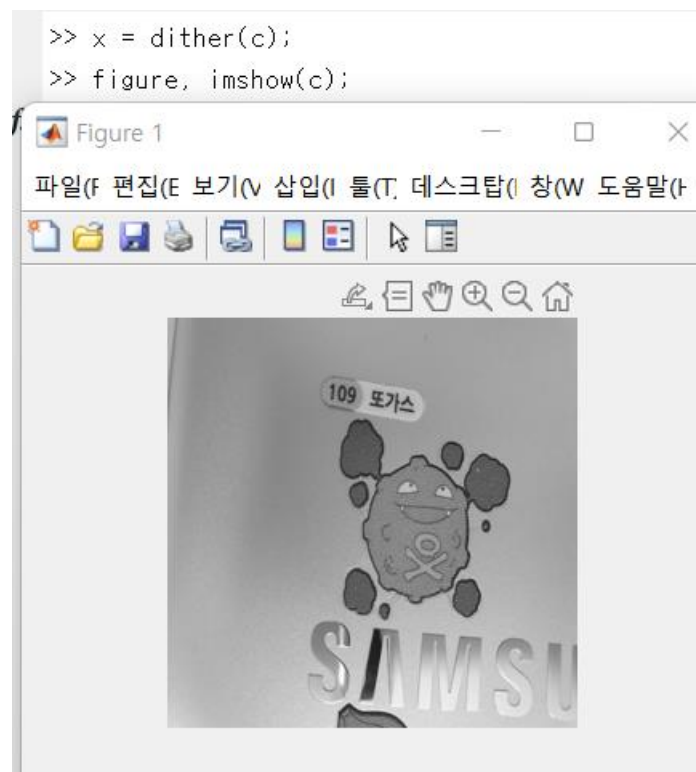 >> x = dither(c);
>> figure, imshow(c);
f
Figure 1
파일(F 편집(E 보기(V 삽입(I 툴(T 데스크탑( 창(W 도움말(H
109 또가스
SAMSU